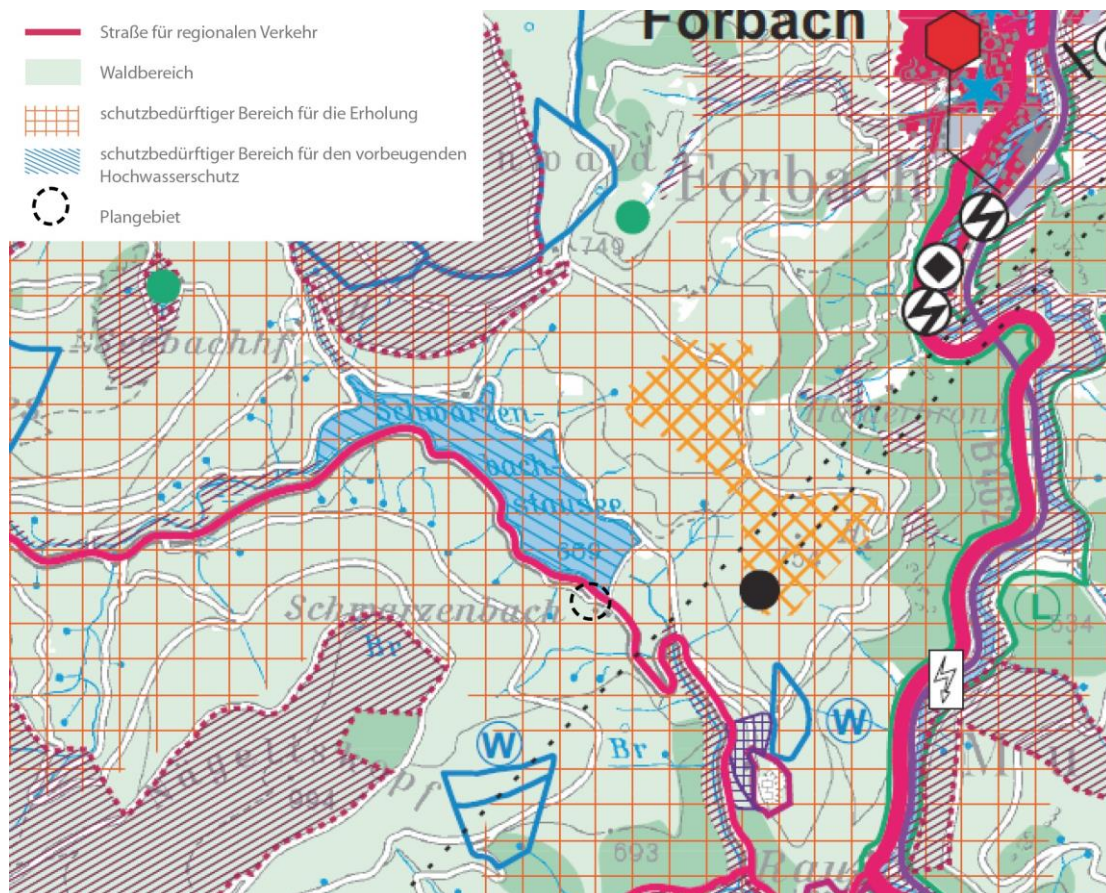 Straße für regionalen Verkehr
Waldbereich
schutzbedürftiger Bereich für die Erholung
schutzbedürftiger Bereich für den vorbeugenden
Hochwasserschutz
Plangebiet
Forbach
Forbach
749
Schwarzen-
bach-
stausee
669
Schwarzenbach
Br
B462
L
634
W
W
Br
994
693